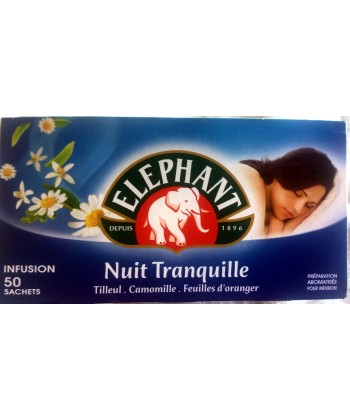 ELEPHANT
DEPUIS 1896
INFUSION
50
SACHETS
Nuit Tranquille
Tilleul . Camomille . Feuilles d'oranger
PRÉPARATION
AROMATISÉE
POUR INFUSION